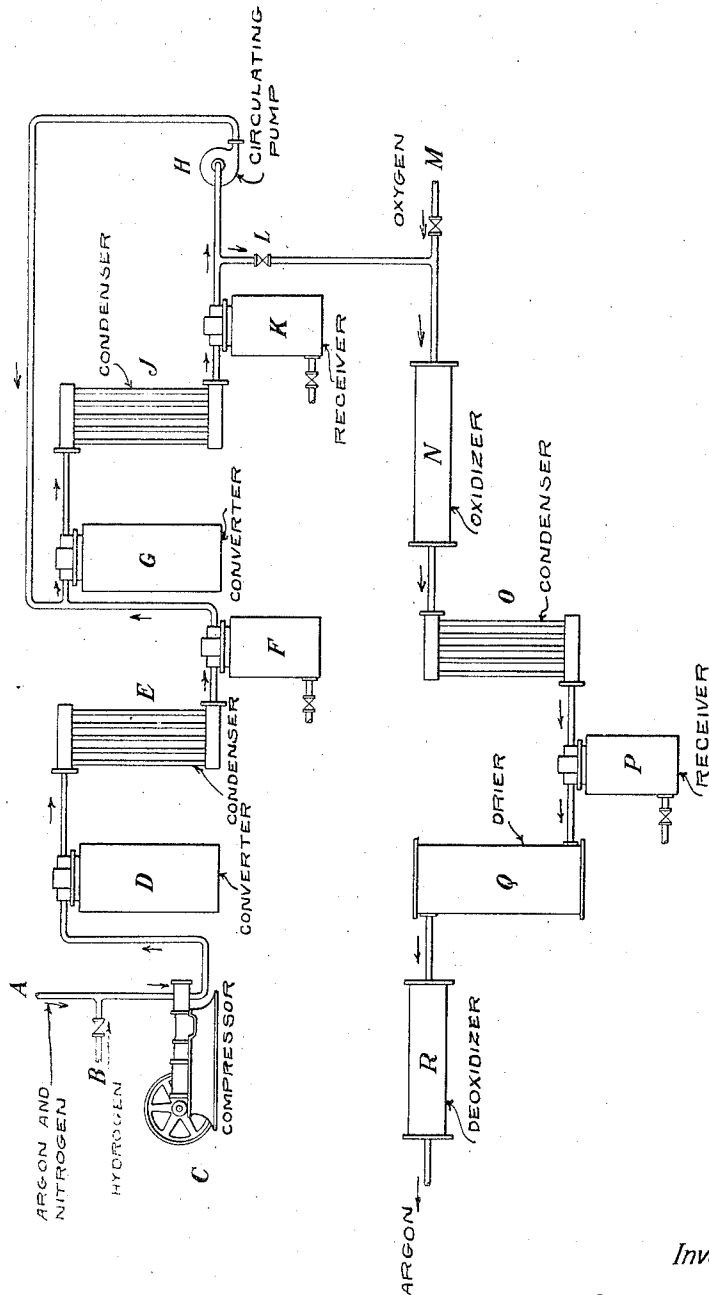 A
ARGON AND
NITROGEN
B
HYDROGEN
C
COMPRESSOR
D
CONVERTER
E
CONDENSER
F
G
CONVERTER
J
CONDENSER
K
RECEIVER
H
CIRCULATING
PUMP
L
OXYGEN
M
N
OXIDIZER
O
CONDENSER
P
RECEIVER
Q
DRIER
R
DEOXIDIZER
ARGON
Inv